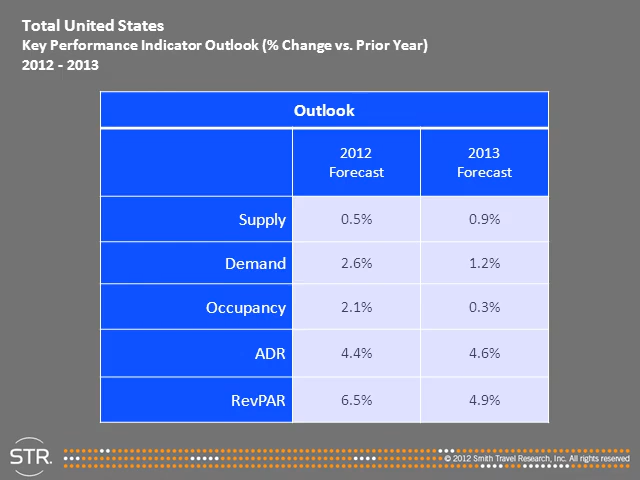 Total United States
Key Performance Indicator Outlook (% Change vs. Prior Year)
2012 - 2013
Outlook
2012 Forecast 2013 Forecast
Supply 0.5% 0.9%
Demand 2.6% 1.2%
Occupancy 2.1% 0.3%
ADR 4.4% 4.6%
RevPAR 6.5% 4.9%
STR.
© 2012 Smith Travel Research, Inc. All rights reserved